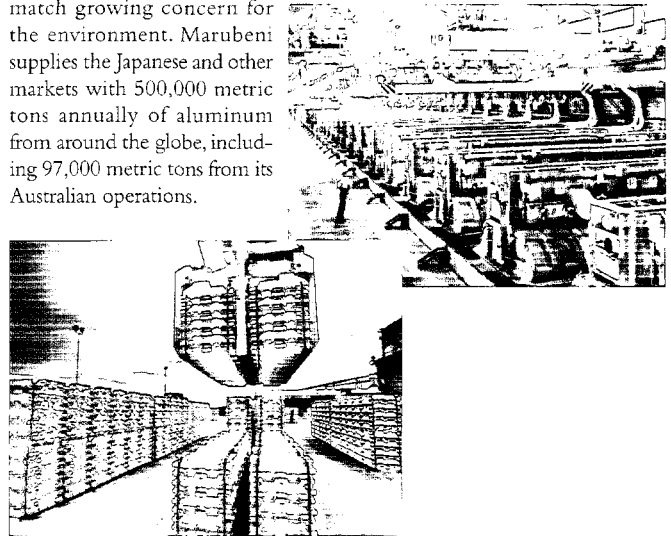 match growing concern for
the environment. Marubeni
supplies the Japanese and other
markets with 500,000 metric
tons annually of aluminum
from around the globe, includ-
ing 97,000 metric tons from its
Australian operations.